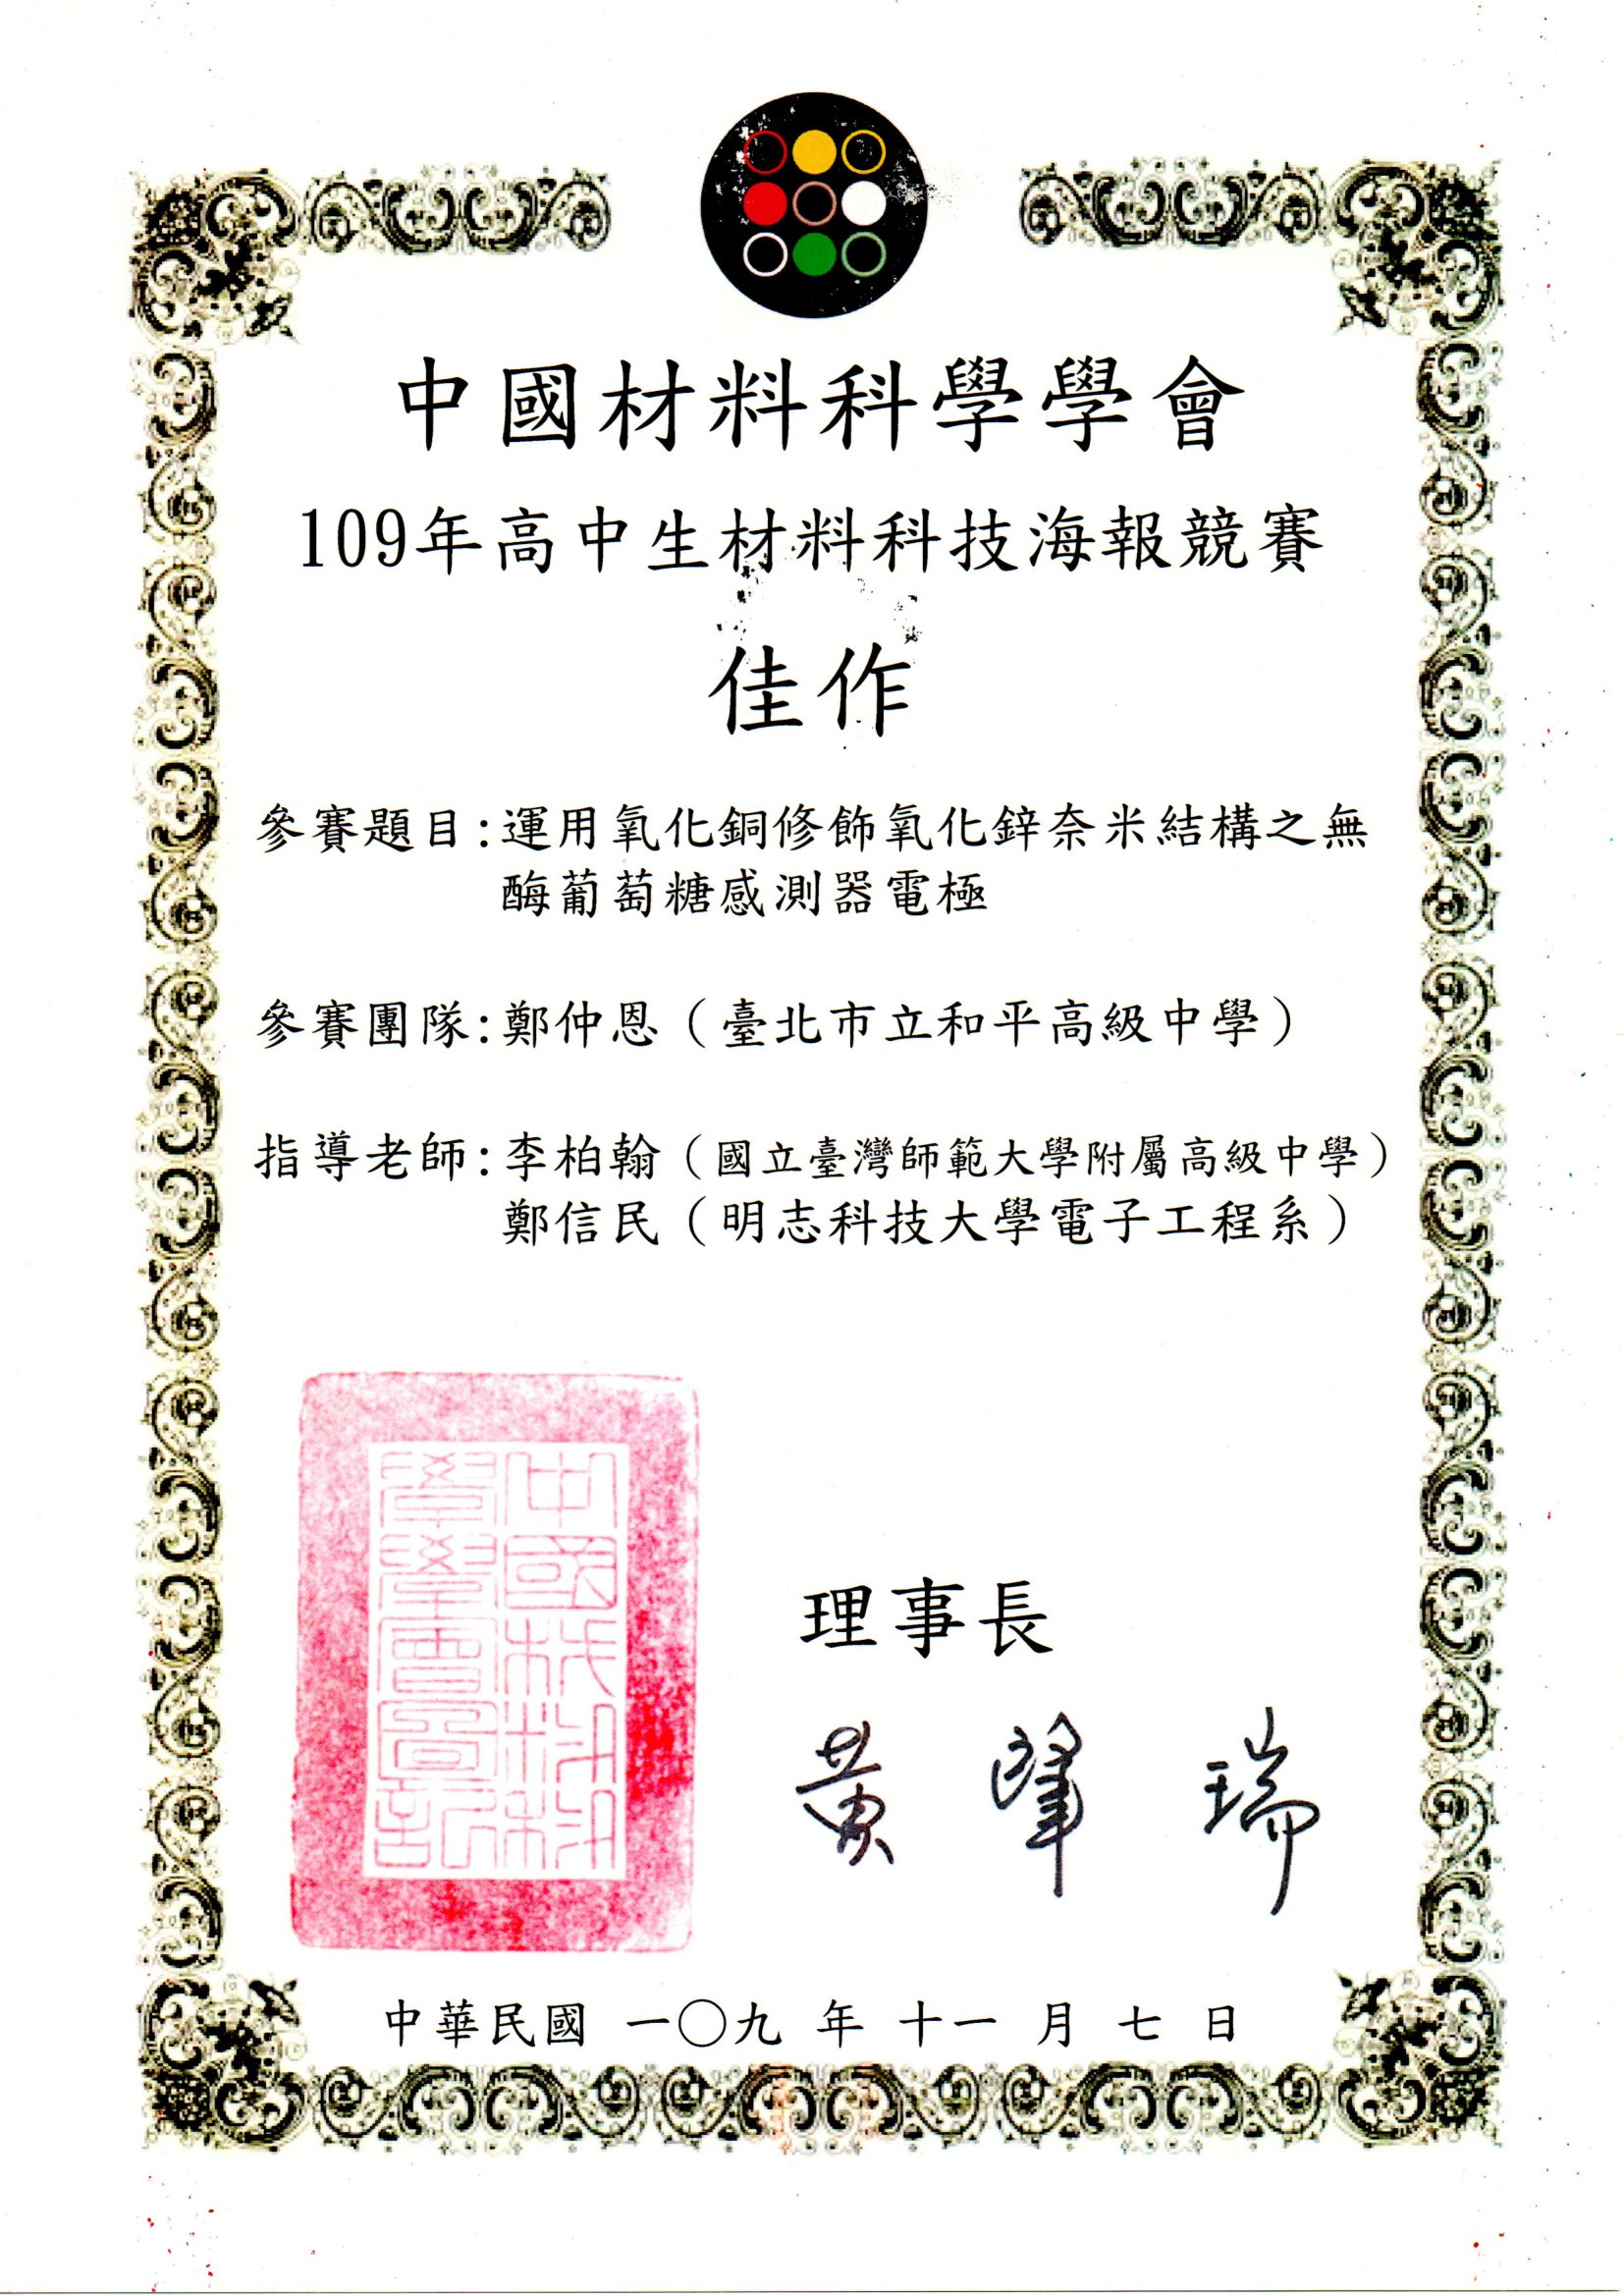 中國材料科學學會
109年高中生材料科技海報競賽
佳作
參賽題目:運用氧化銅修飾氧化鋅奈米結構之無
酶葡萄糖感測器電極
參賽團隊:鄭仲恩（臺北市立和平高級中學）
指導老師:李柏翰（國立臺灣師範大學附屬高級中學）
鄭信民（明志科技大學電子工程系）
中國材料科
學學會圖記
理事長
黃 肇 瑞
中華民國 一〇九 年 十一 月 七 日